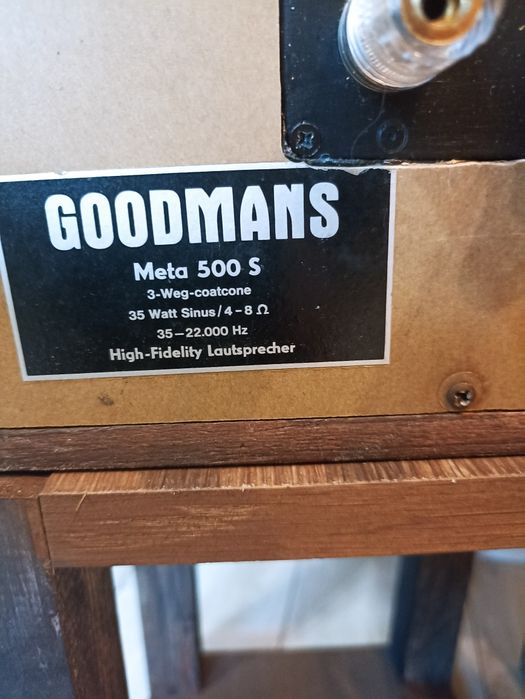 GOODMANS
Meta 500 S
3-Weg-coatcone
35 Watt Sinus/4-8 Ω
35-22.000 Hz
High-Fidelity Lautsprecher